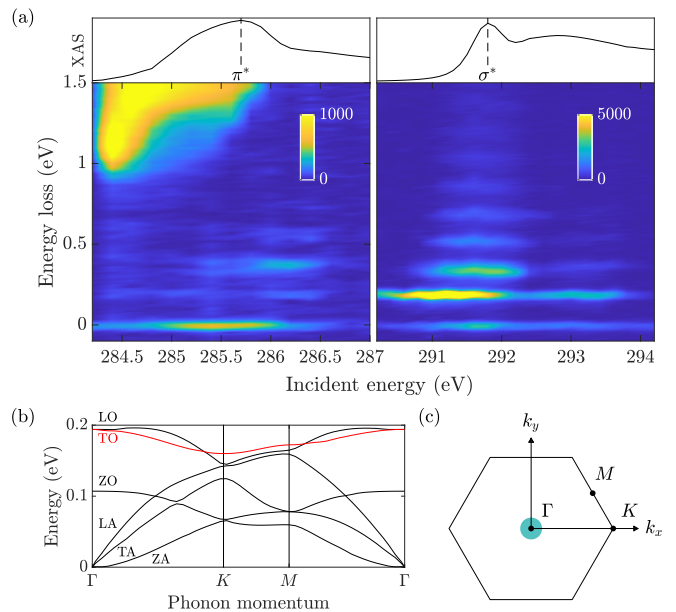 (a)
XAS
π*
σ*
1.5
1
0.5
0
Energy loss (eV)
1000
0
5000
0
284.5 285 285.5 286 286.5 287
291 292 293 294
Incident energy (eV)
(b)
(c)
LO
TO
ZO
LA
TA
ZA
0.2
0.1
0
Energy (eV)
Γ K M Γ
Phonon momentum
k_y
M
Γ
K
k_x